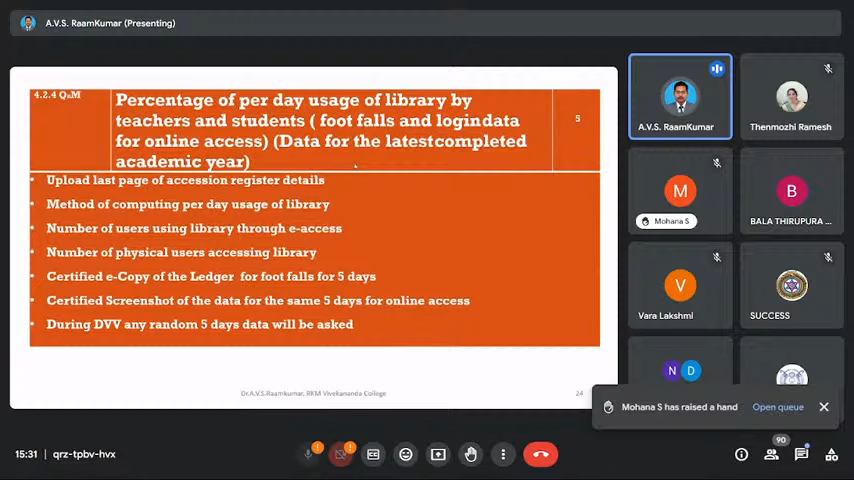 A.V.S. RaamKumar (Presenting)
4.2.4 QnM
Percentage of per day usage of library by
teachers and students ( foot falls and logindata
for online access) (Data for the latestcompleted
academic year)
5
• Upload last page of accession register details
• Method of computing per day usage of library
• Number of users using library through e-access
• Number of physical users accessing library
• Certified e-Copy of the Ledger for foot falls for 5 days
• Certified Screenshot of the data for the same 5 days for online access
• During DVV any random 5 days data will be asked
Dr.A.V.S.Raamkumar, RKM Vivekananda College
24
A.V.S. RaamKumar
Thenmozhi Ramesh
M
Mohana S
B
BALA THIRUPURA ...
V
Vara Lakshmi
SUCCESS
N D
Mohana S has raised a hand
Open queue
15:31
qrz-tpbv-hvx
90